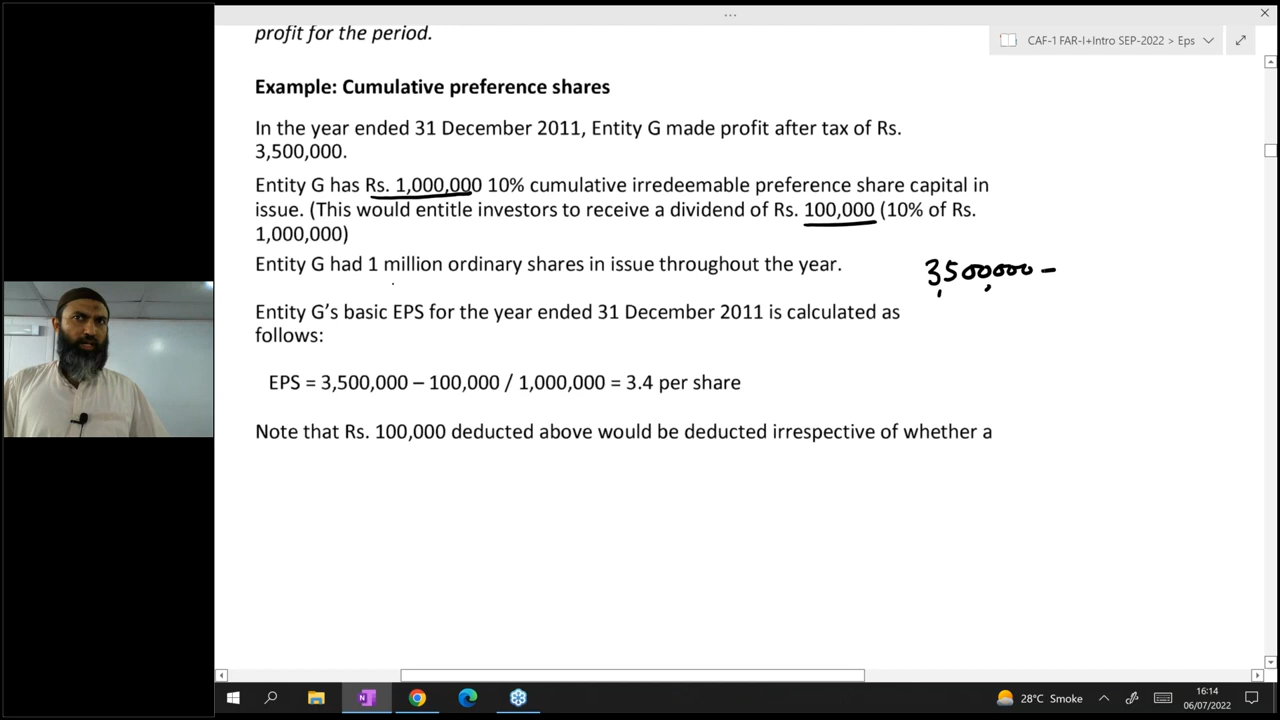 profit for the period.
CAF-1 FAR-I+Intro SEP-2022 > Eps
Example: Cumulative preference shares
In the year ended 31 December 2011, Entity G made profit after tax of Rs.
3,500,000.
Entity G has Rs. 1,000,000 10% cumulative irredeemable preference share capital in
issue. (This would entitle investors to receive a dividend of Rs. 100,000 (10% of Rs.
1,000,000)
Entity G had 1 million ordinary shares in issue throughout the year.
3,500,000 –
Entity G’s basic EPS for the year ended 31 December 2011 is calculated as
follows:
EPS = 3,500,000 – 100,000 / 1,000,000 = 3.4 per share
Note that Rs. 100,000 deducted above would be deducted irrespective of whether a
28°C Smoke
16:14
06/07/2022